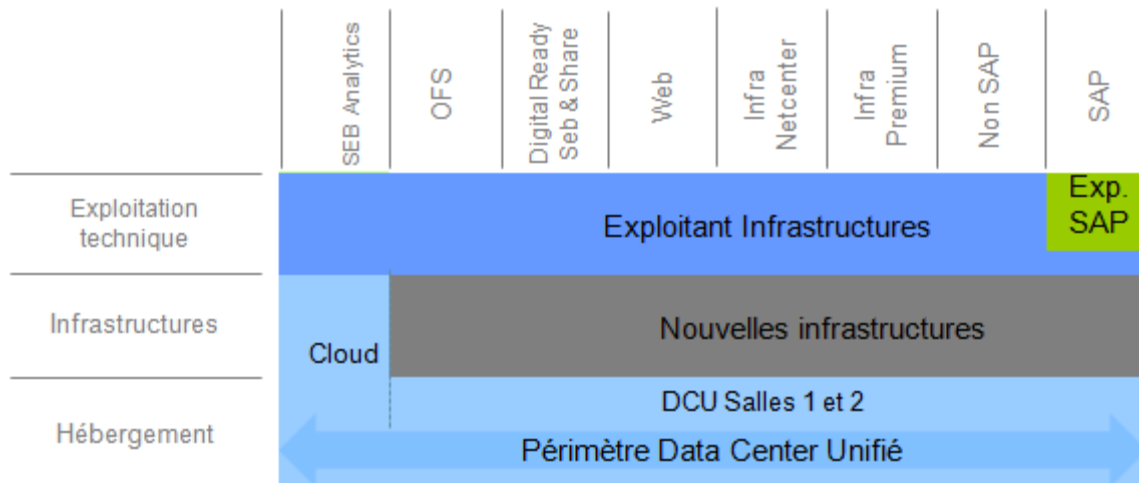 SEB Analytics
OFS
Digital Ready
Seb & Share
Web
Infra
Netcenter
Infra
Premium
Non SAP
SAP
Exploitation
technique
Exploitant Infrastructures
Exp.
SAP
Infrastructures
Cloud
Nouvelles infrastructures
Hébergement
DCU Salles 1 et 2
Périmètre Data Center Unifié